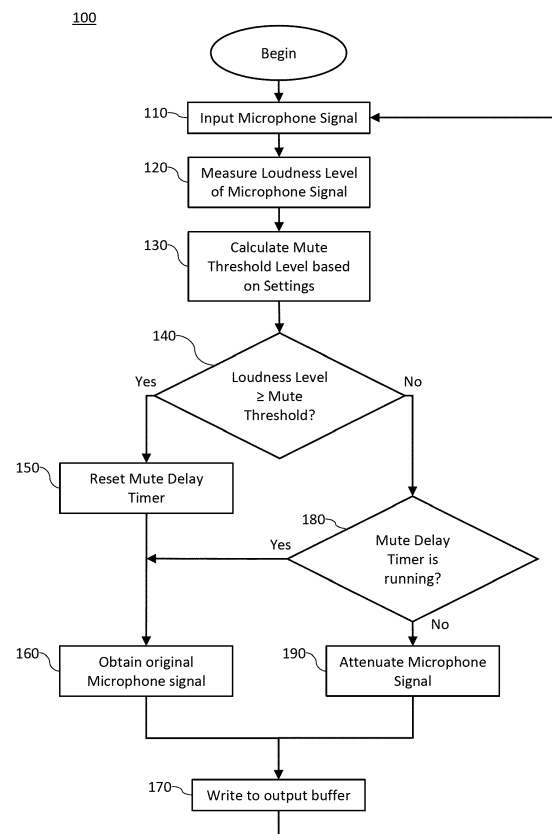 100
Begin
110
Input Microphone Signal
120
Measure Loudness Level
of Microphone Signal
130
Calculate Mute
Threshold Level based
on Settings
140
Loudness Level
≥ Mute
Threshold?
Yes
No
150
Reset Mute Delay
Timer
180
Mute Delay
Timer is
running?
Yes
No
160
Obtain original
Microphone signal
190
Attenuate Microphone
Signal
170
Write to output buffer